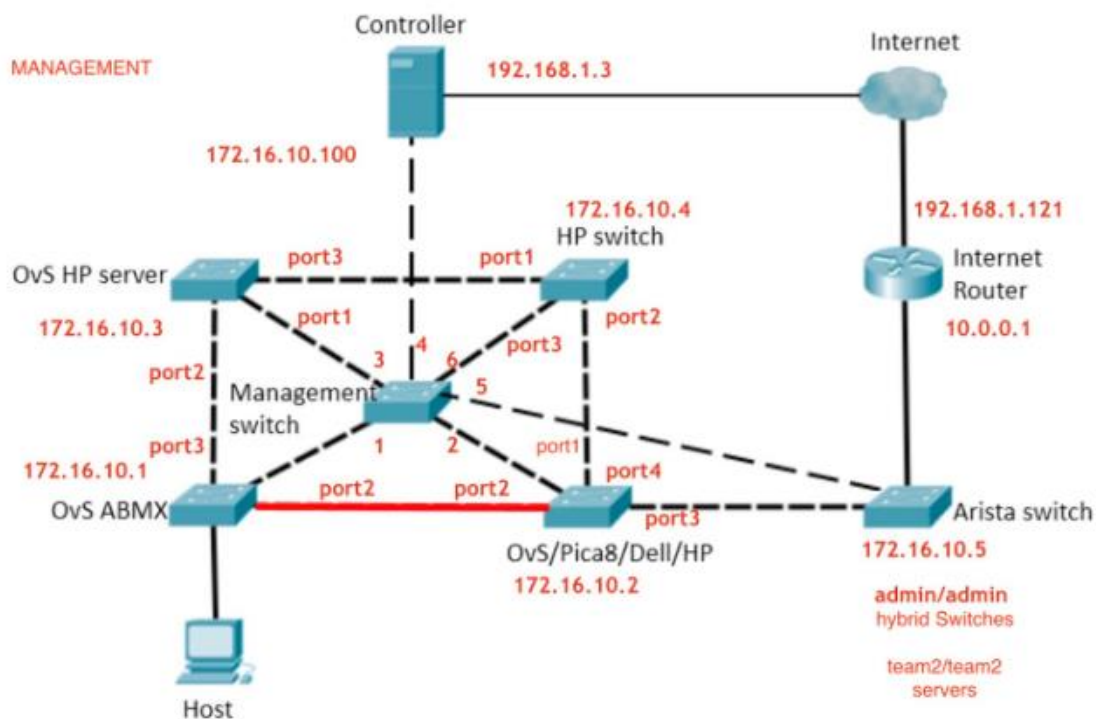 Controller
Internet
MANAGEMENT
192.168.1.3
172.16.10.100
172.16.10.4
192.168.1.121
HP switch
OvS HP server
port3
port1
Internet
Router
172.16.10.3
port1
4
port2
10.0.0.1
port3
3
6
port2
5
Management
switch
port3
1
2
port1
172.16.10.1
port4
OvS ABMX
port2
port2
port3
Arista switch
OvS/Pica8/Dell/HP
172.16.10.2
172.16.10.5
admin/admin
hybrid Switches
team2/team2
servers
Host